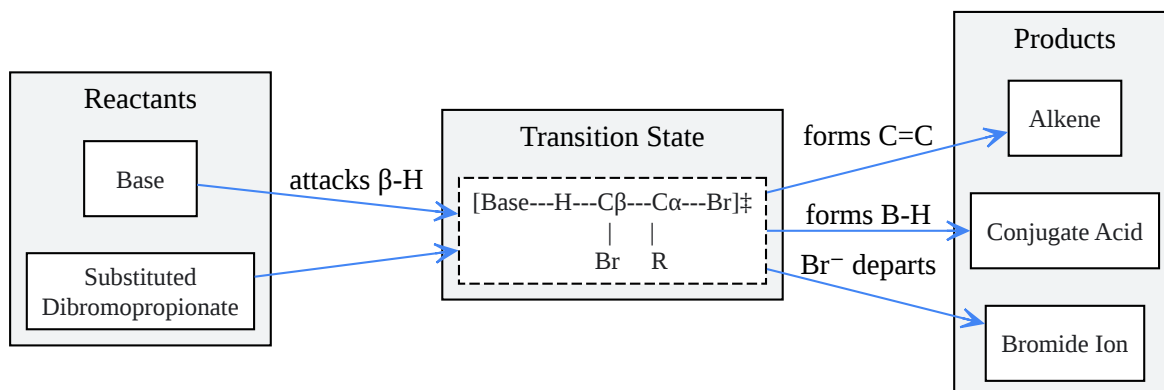 Reactants
Base
Substituted
Dibromopropionate
attacks β-H
Transition State
[Base---H---Cβ---Cα---Br]‡
| |
Br R
forms C=C
forms B-H
Br⁻ departs
Products
Alkene
Conjugate Acid
Bromide Ion